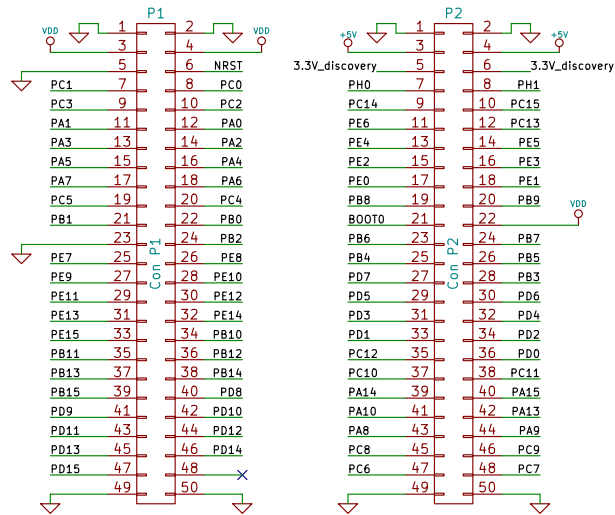 P1
1 2
VDD 3 4 VDD
5 6 NRST
PC1 7 8 PC0
PC3 9 10 PC2
PA1 11 12 PA0
PA3 13 14 PA2
PA5 15 16 PA4
PA7 17 18 PA6
PC5 19 20 PC4
PB1 21 22 PB0
23 24 PB2
PE7 25 26 PE8
PE9 27 28 PE10
PE11 29 30 PE12
PE13 31 32 PE14
PE15 33 34 PB10
PB11 35 36 PB12
PB13 37 38 PB14
PB15 39 40 PD8
PD9 41 42 PD10
PD11 43 44 PD12
PD13 45 46 PD14
PD15 47 48
49 50
Con P1
P2
1 2
+5V 3 4 +5V
3.3V_discovery 5 6 3.3V_discovery
PH0 7 8 PH1
PC14 9 10 PC15
PE6 11 12 PC13
PE4 13 14 PE5
PE2 15 16 PE3
PE0 17 18 PE1
PB8 19 20 PB9
BOOT0 21 22 VDD
PB6 23 24 PB7
PB4 25 26 PB5
PD7 27 28 PB3
PD5 29 30 PD6
PD3 31 32 PD4
PD1 33 34 PD2
PC12 35 36 PD0
PC10 37 38 PC11
PA14 39 40 PA15
PA10 41 42 PA13
PA8 43 44 PA9
PC8 45 46 PC9
PC6 47 48 PC7
49 50
Con P2